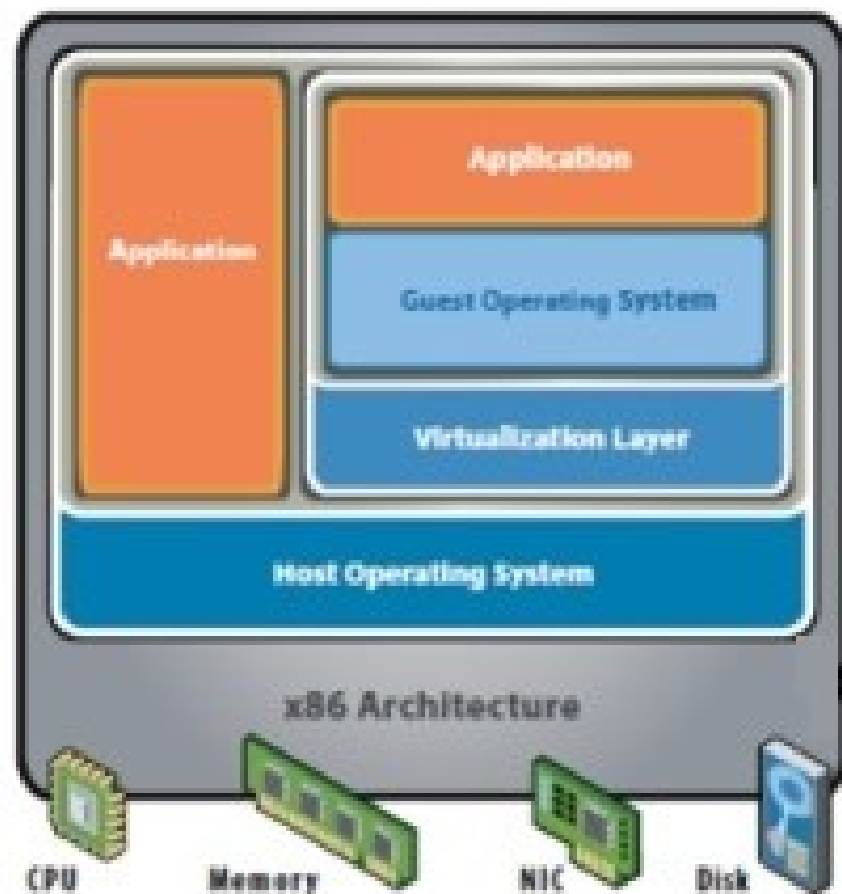 Application
Application
Guest Operating System
Virtualization Layer
Host Operating System
x86 Architecture
CPU
Memory
NIC
Disk